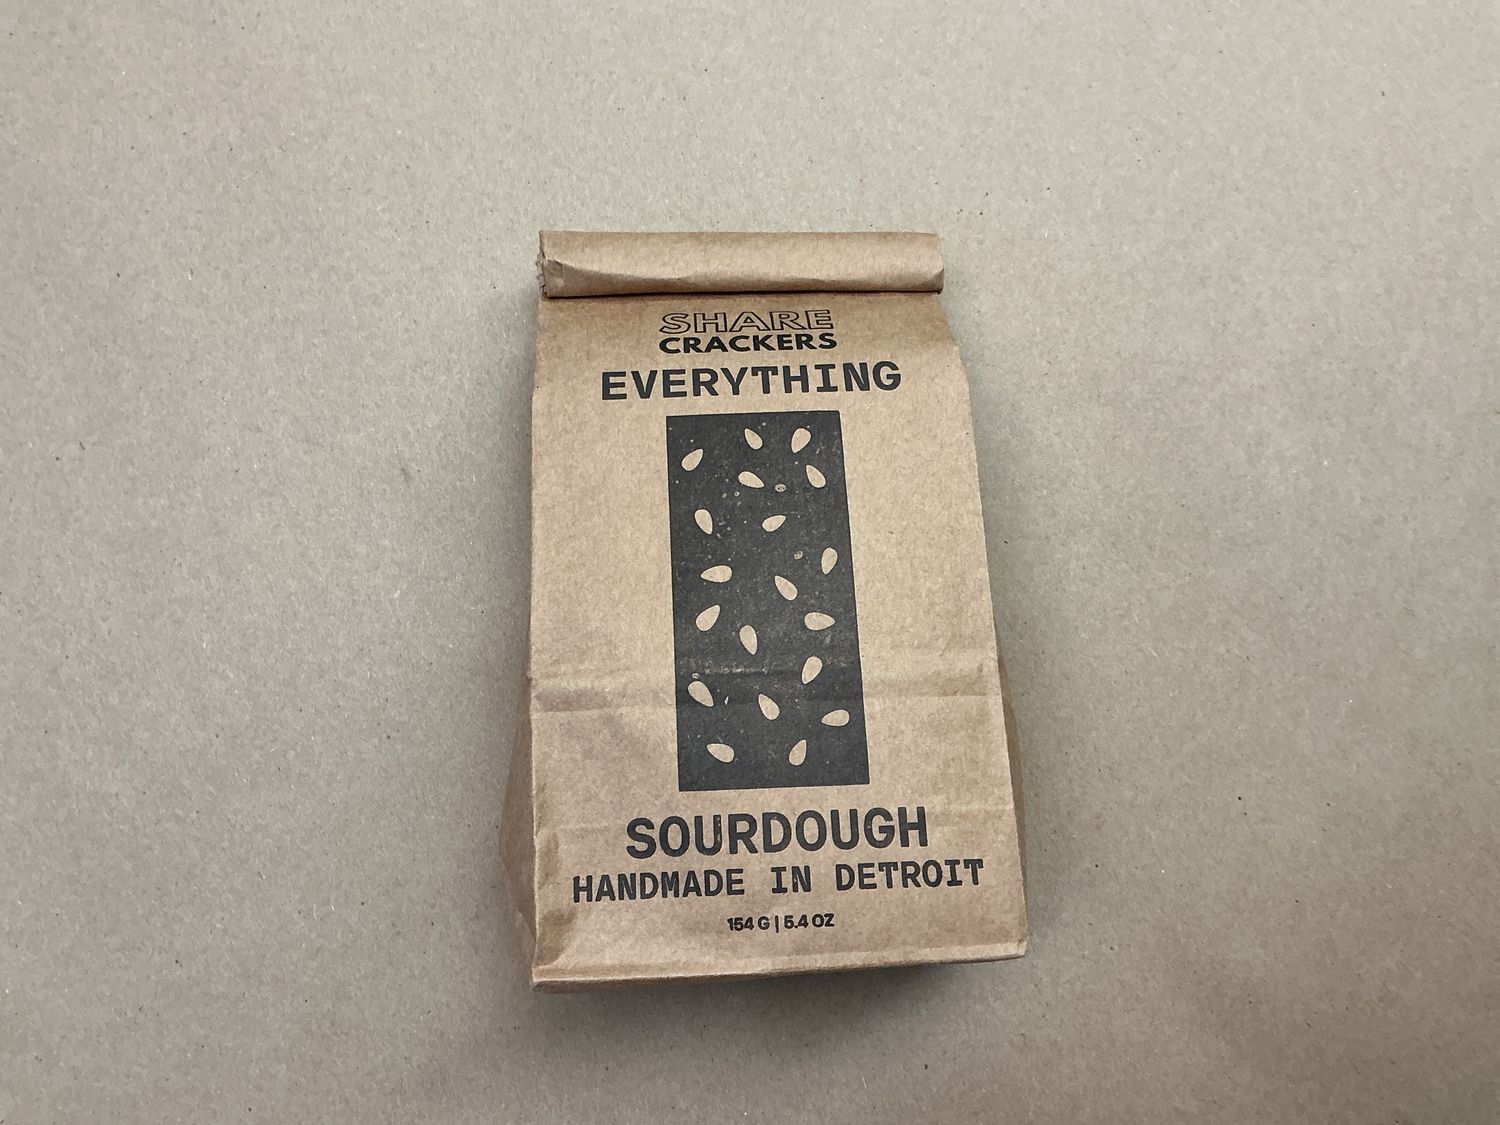 SHARE
CRACKERS
EVERYTHING
SOURDOUGH
HANDMADE IN DETROIT
154 G | 5.4 OZ